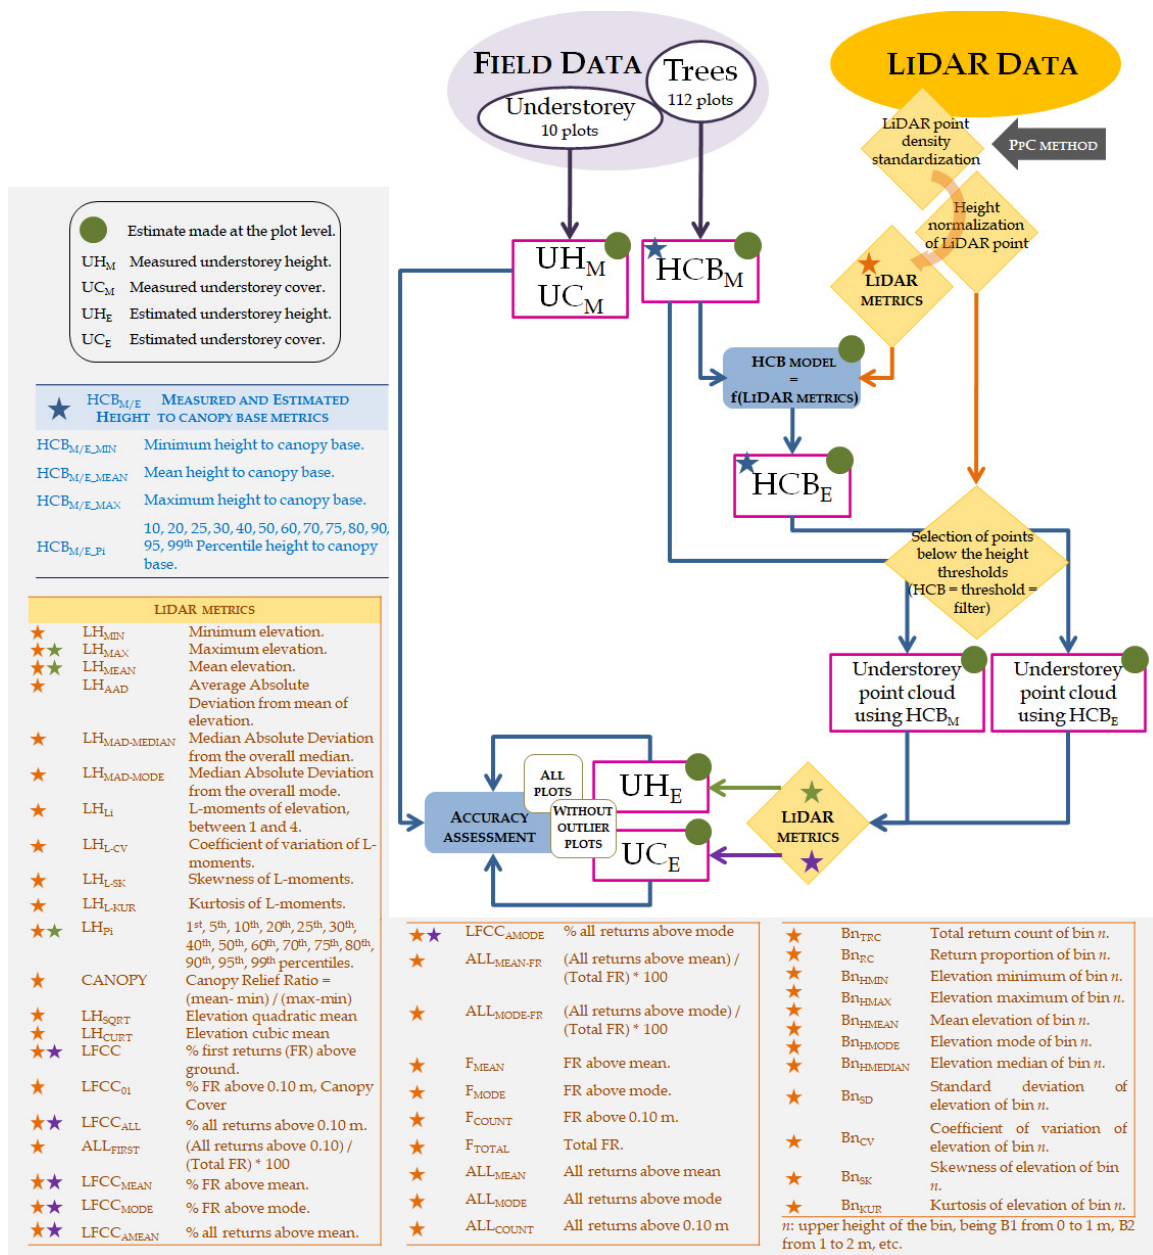 FIELD DATA
Trees
112 plots
Understorey
10 plots
LIDAR DATA
LiDAR point
density
standardization
PPC METHOD
Height
normalization
of LiDAR point
LIDAR
METRICS
UHM
UCM
HCBM
HCB MODEL
=
f(LIDAR METRICS)
HCBE
Selection of points
below the height
thresholds
(HCB = threshold =
filter)
Understorey
point cloud
using HCBM
Understorey
point cloud
using HCBE
LIDAR
METRICS
UHE
UCE
ALL
PLOTS
WITHOUT
OUTLIER
PLOTS
ACCURACY
ASSESSMENT
Estimate made at the plot level.
UHM Measured understorey height.
UCM Measured understorey cover.
UHE Estimated understorey height.
UCE Estimated understorey cover.
HCBM/E MEASURED AND ESTIMATED
HEIGHT TO CANOPY BASE METRICS
HCBM/E_MIN Minimum height to canopy base.
HCBM/E_MEAN Mean height to canopy base.
HCBM/E_MAX Maximum height to canopy base.
10, 20, 25, 30, 40, 50, 60, 70, 75, 80, 90,
HCBM/E_Pi 95, 99th Percentile height to canopy
base.
LIDAR METRICS
LHMIN Minimum elevation.
LHMAX Maximum elevation.
LHMEAN Mean elevation.
LHAAD Average Absolute
Deviation from mean of
elevation.
LHMAD-MEDIAN Median Absolute Deviation
from the overall median.
LHMAD-MODE Median Absolute Deviation
from the overall mode.
LHLi L-moments of elevation,
between 1 and 4.
LHL-CV Coefficient of variation of L-
moments.
LHL-SK Skewness of L-moments.
LHL-KUR Kurtosis of L-moments.
LHPi 1st, 5th, 10th, 20th, 25th, 30th,
40th, 50th, 60th, 70th, 75th, 80th,
90th, 95th, 99th percentiles.
CANOPY Canopy Relief Ratio =
(mean- min) / (max-min)
LHSQRT Elevation quadratic mean
LHCURT Elevation cubic mean
LFCC % first returns (FR) above
ground.
LFCC01 % FR above 0.10 m, Canopy
Cover
LFCCALL % all returns above 0.10 m.
ALLFIRST (All returns above 0.10) /
(Total FR) * 100
LFCCMEAN % FR above mean.
LFCCMODE % FR above mode.
LFCCAMEAN % all returns above mean.
LFCCAMODE % all returns above mode
ALLMEAN-FR (All returns above mean) /
(Total FR) * 100
ALLMODE-FR (All returns above mode) /
(Total FR) * 100
FMEAN FR above mean.
FMODE FR above mode.
FCOUNT FR above 0.10 m.
FTOTAL Total FR.
ALLMEAN All returns above mean
ALLMODE All returns above mode
ALLCOUNT All returns above 0.10 m
BnTRC Total return count of bin n.
BnRC Return proportion of bin n.
BnHMIN Elevation minimum of bin n.
BnHMAX Elevation maximum of bin n.
BnHMEAN Mean elevation of bin n.
BnHMODE Elevation mode of bin n.
BnHMEDIAN Elevation median of bin n.
BnSD Standard deviation of
elevation of bin n.
BnCV Coefficient of variation of
elevation of bin n.
BnSK Skewness of elevation of bin
n.
BnKUR Kurtosis of elevation of bin n.
n: upper height of the bin, being B1 from 0 to 1 m, B2
from 1 to 2 m, etc.